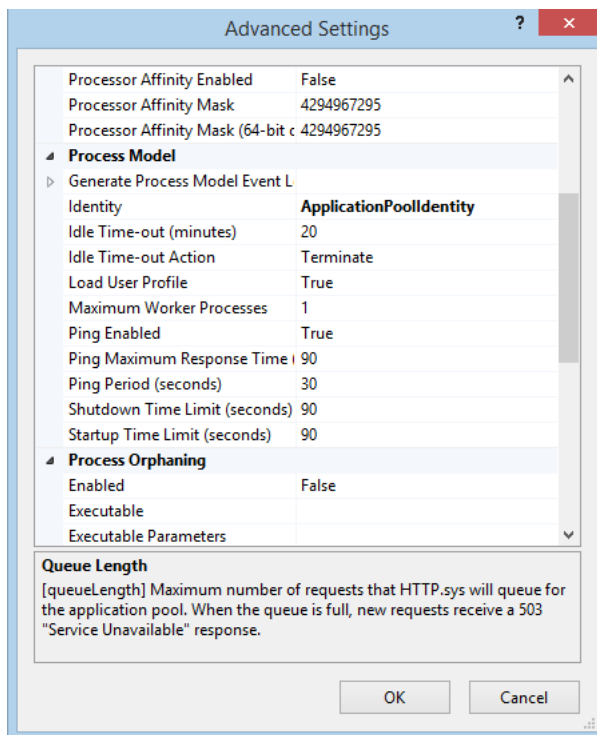 Advanced Settings
?
Processor Affinity Enabled False
Processor Affinity Mask 4294967295
Processor Affinity Mask (64-bit c 4294967295
Process Model
Generate Process Model Event L
Identity ApplicationPoolIdentity
Idle Time-out (minutes) 20
Idle Time-out Action Terminate
Load User Profile True
Maximum Worker Processes 1
Ping Enabled True
Ping Maximum Response Time ( 90
Ping Period (seconds) 30
Shutdown Time Limit (seconds) 90
Startup Time Limit (seconds) 90
Process Orphaning
Enabled False
Executable
Executable Parameters
Queue Length
[queueLength] Maximum number of requests that HTTP.sys will queue for
the application pool. When the queue is full, new requests receive a 503
"Service Unavailable" response.
OK Cancel